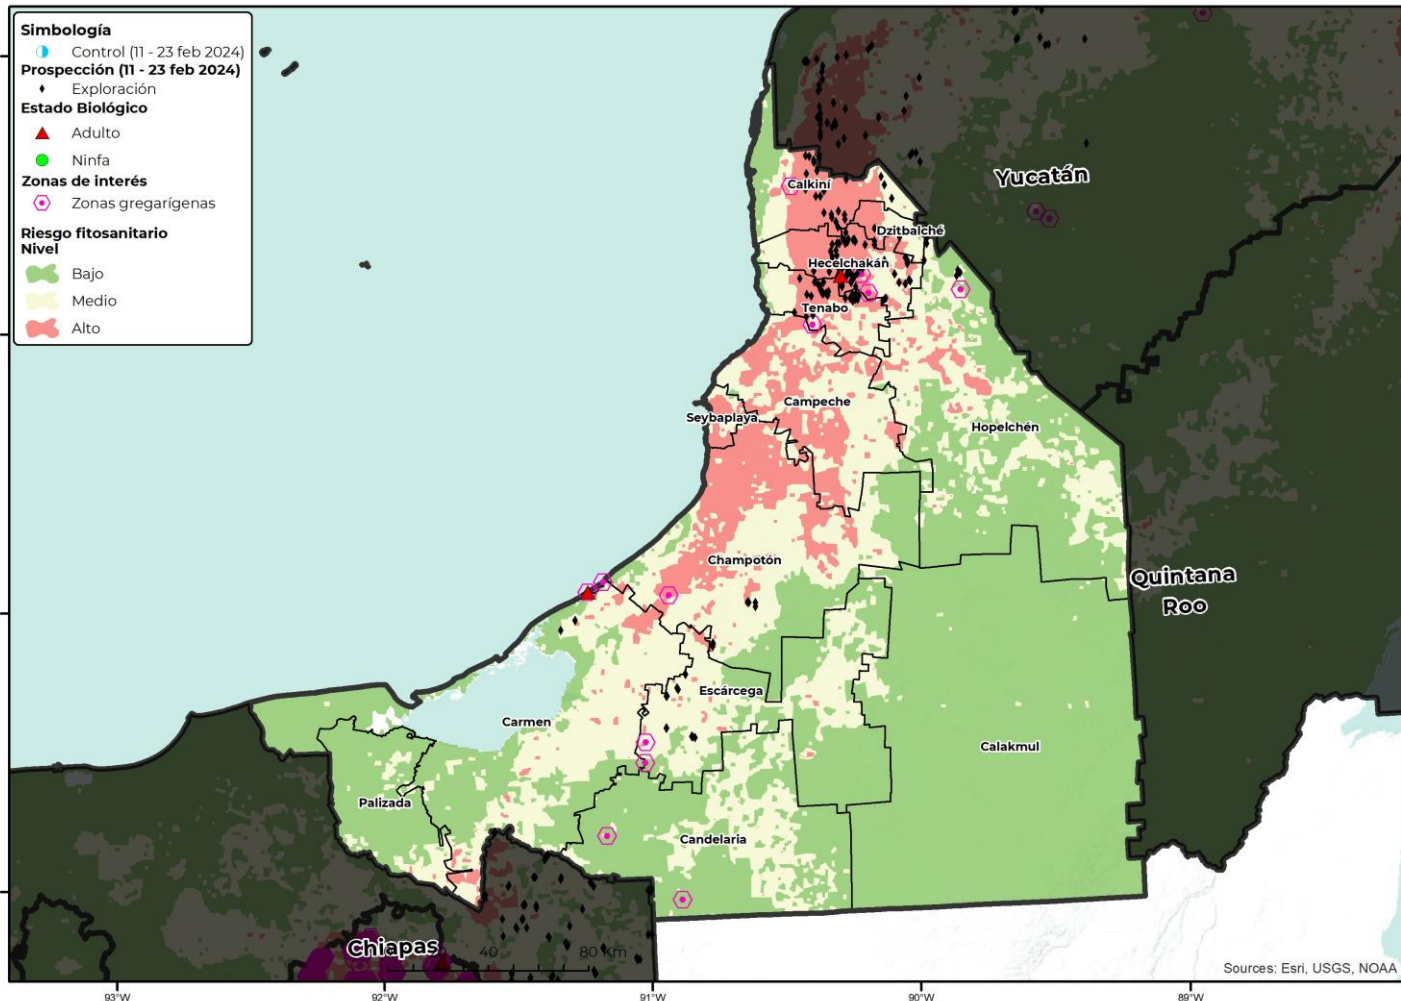 Simbología
Control (11 - 23 feb 2024)
Prospección (11 - 23 feb 2024)
Exploración
Estado Biológico
Adulto
Ninfa
Zonas de interés
Zonas gregarígenas
Riesgo fitosanitario
Nivel
Bajo
Medio
Alto
Yucatán
Calkiní
Dzitbalché
Hecelchakán
Tenabo
Campeche
Seybaplaya
Hopelchén
Champotón
Quintana
Roo
Escárcega
Carmen
Calakmul
Palizada
Candelaria
Chiapas
40
80 Km
Sources: Esri, USGS, NOAA
93°W
92°W
91°W
90°W
89°W